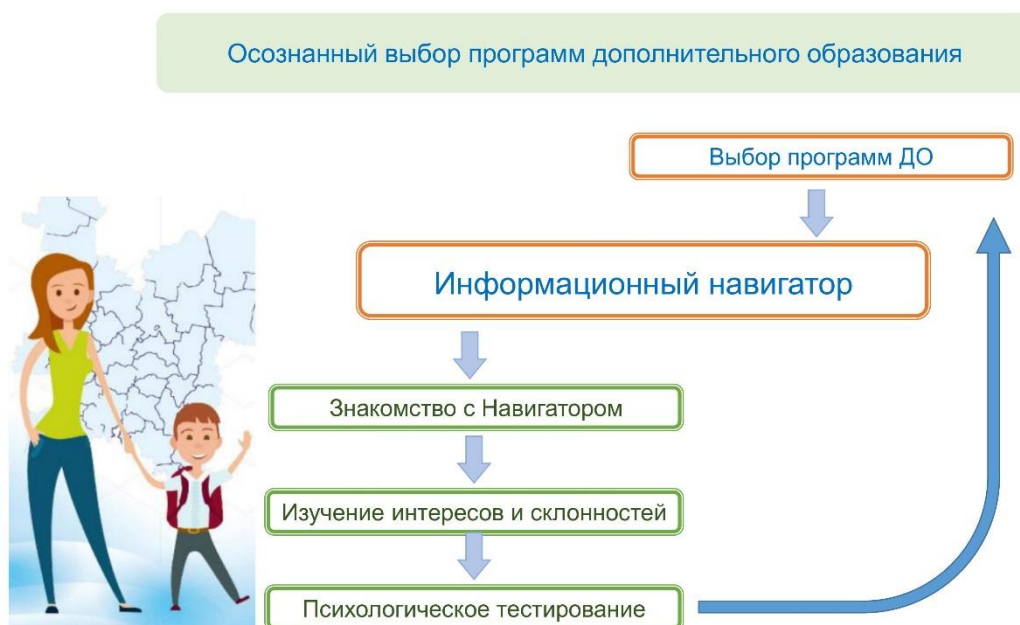 Осознанный выбор программ дополнительного образования
Выбор программ ДО
Информационный навигатор
Знакомство с Навигатором
Изучение интересов и склонностей
Психологическое тестирование